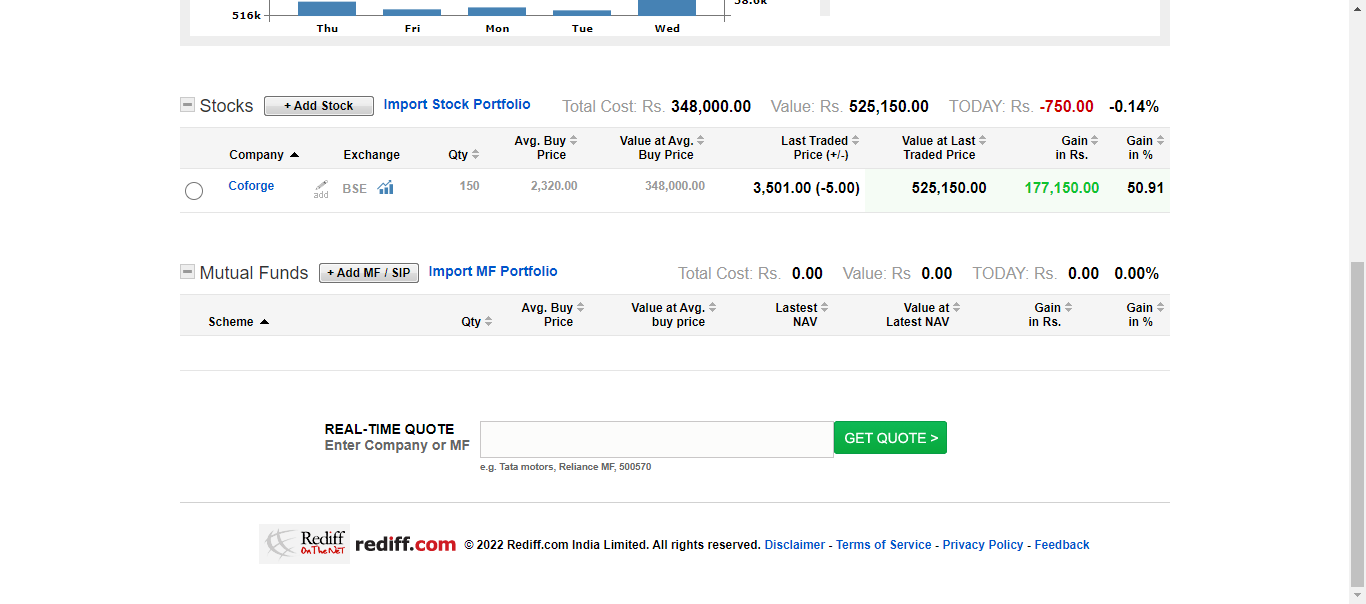 516k
58.6k
Thu Fri Mon Tue Wed
Stocks + Add Stock Import Stock Portfolio Total Cost: Rs. 348,000.00 Value: Rs. 525,150.00 TODAY: Rs. -750.00 -0.14%
Company Exchange Qty Avg. Buy Price Value at Avg. Buy Price Last Traded Price (+/-) Value at Last Traded Price Gain in Rs. Gain in %
Coforge add BSE 150 2,320.00 348,000.00 3,501.00 (-5.00) 525,150.00 177,150.00 50.91
Mutual Funds + Add MF / SIP Import MF Portfolio Total Cost: Rs. 0.00 Value: Rs 0.00 TODAY: Rs. 0.00 0.00%
Scheme Qty Avg. Buy Price Value at Avg. buy price Lastest NAV Value at Latest NAV Gain in Rs. Gain in %
REAL-TIME QUOTE
Enter Company or MF
GET QUOTE >
e.g. Tata motors, Reliance MF, 500570
Rediff On The NeT rediff.com © 2022 Rediff.com India Limited. All rights reserved. Disclaimer - Terms of Service - Privacy Policy - Feedback